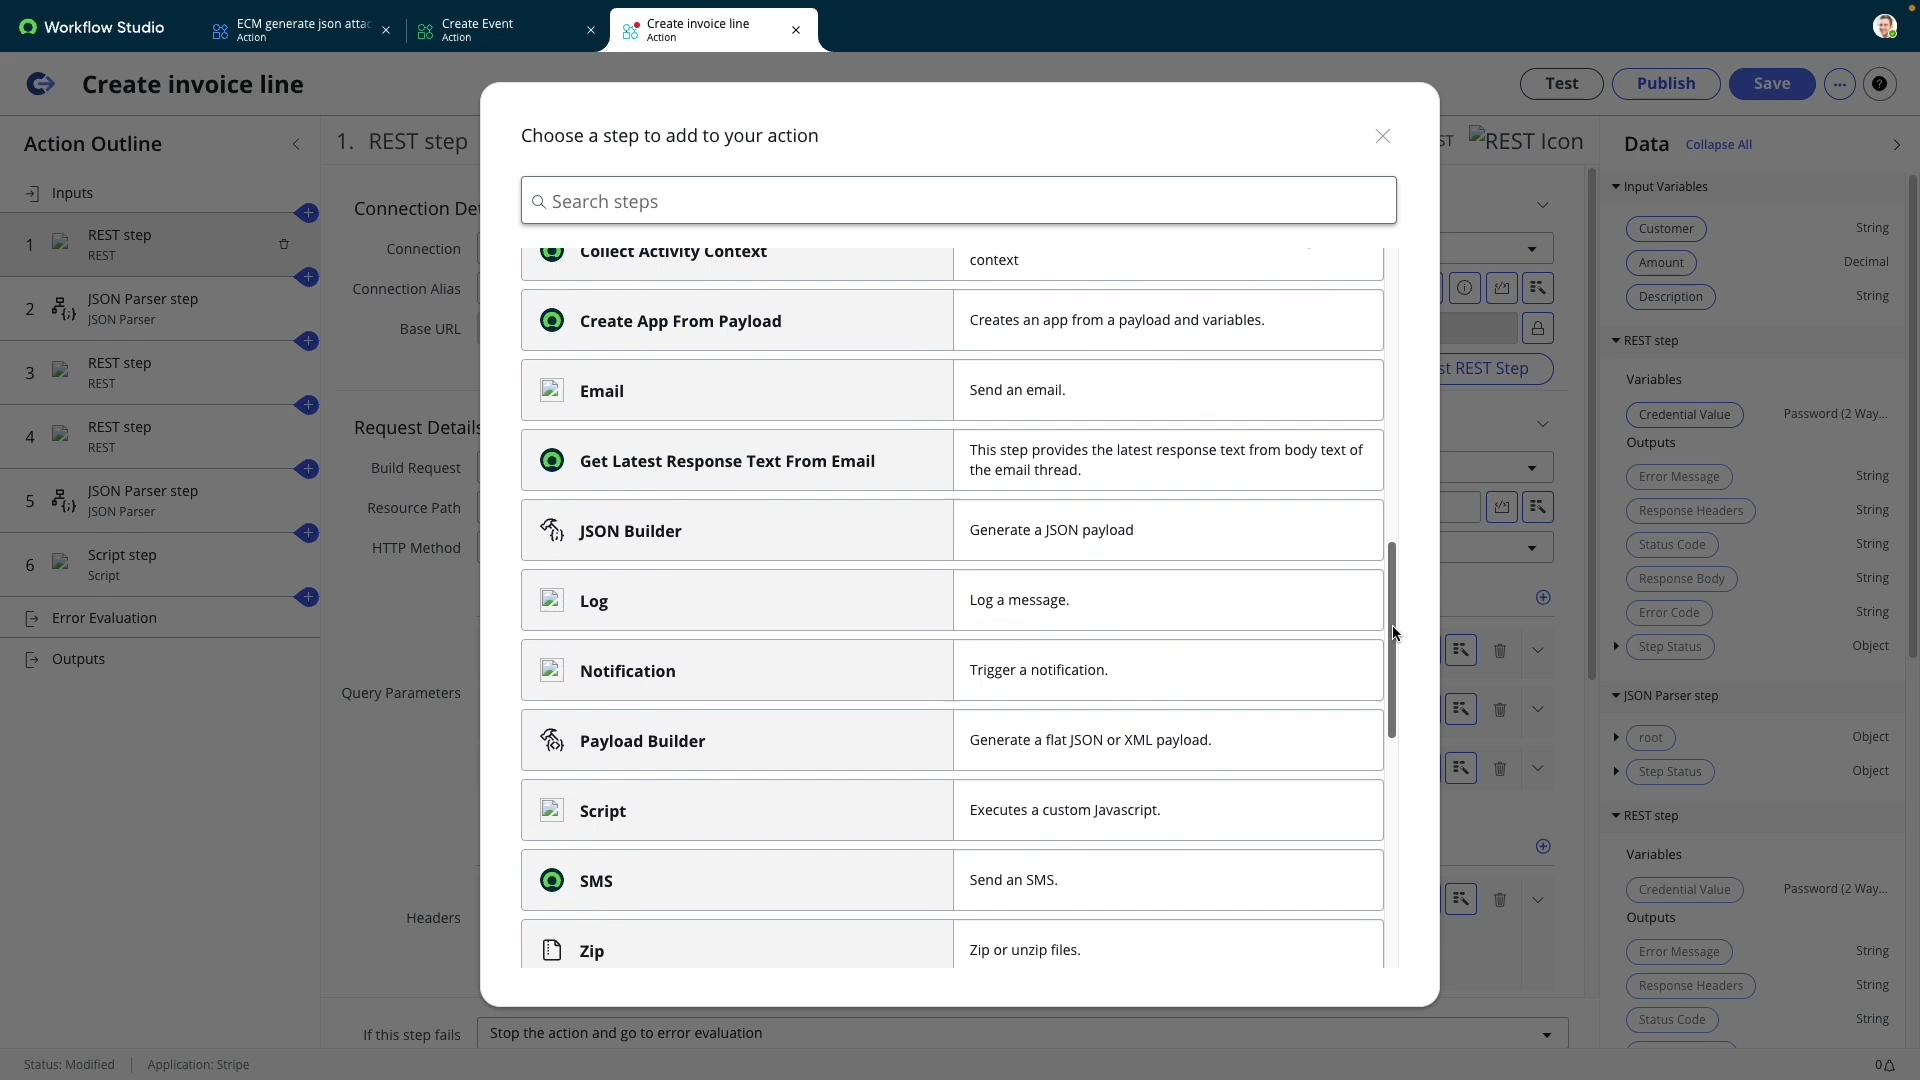 Workflow Studio
ECM generate json attac
Action
Create Event
Action
Create invoice line
Action
Create invoice line
Test
Publish
Save
Action Outline
Inputs
1
REST step
REST
2
JSON Parser step
JSON Parser
3
REST step
REST
4
REST step
REST
5
JSON Parser step
JSON Parser
6
Script step
Script
Error Evaluation
Outputs
1. REST step
REST Icon
Connection De
Connection
Connection Alias
Base URL
st REST Step
Request Details
Build Request
Resource Path
HTTP Method
Query Parameters
Headers
If this step fails
Stop the action and go to error evaluation
Choose a step to add to your action
Search steps
Collect Activity Context
context
Create App From Payload
Creates an app from a payload and variables.
Email
Send an email.
Get Latest Response Text From Email
This step provides the latest response text from body text of
the email thread.
JSON Builder
Generate a JSON payload
Log
Log a message.
Notification
Trigger a notification.
Payload Builder
Generate a flat JSON or XML payload.
Script
Executes a custom Javascript.
SMS
Send an SMS.
Zip
Zip or unzip files.
Data
Collapse All
Input Variables
Customer String
Amount Decimal
Description String
REST step
Variables
Credential Value Password (2 Way...
Outputs
Error Message String
Response Headers String
Status Code String
Response Body String
Error Code String
Step Status Object
JSON Parser step
root Object
Step Status Object
REST step
Variables
Credential Value Password (2 Way...
Outputs
Error Message String
Response Headers String
Status Code String
Status: Modified
Application: Stripe
0